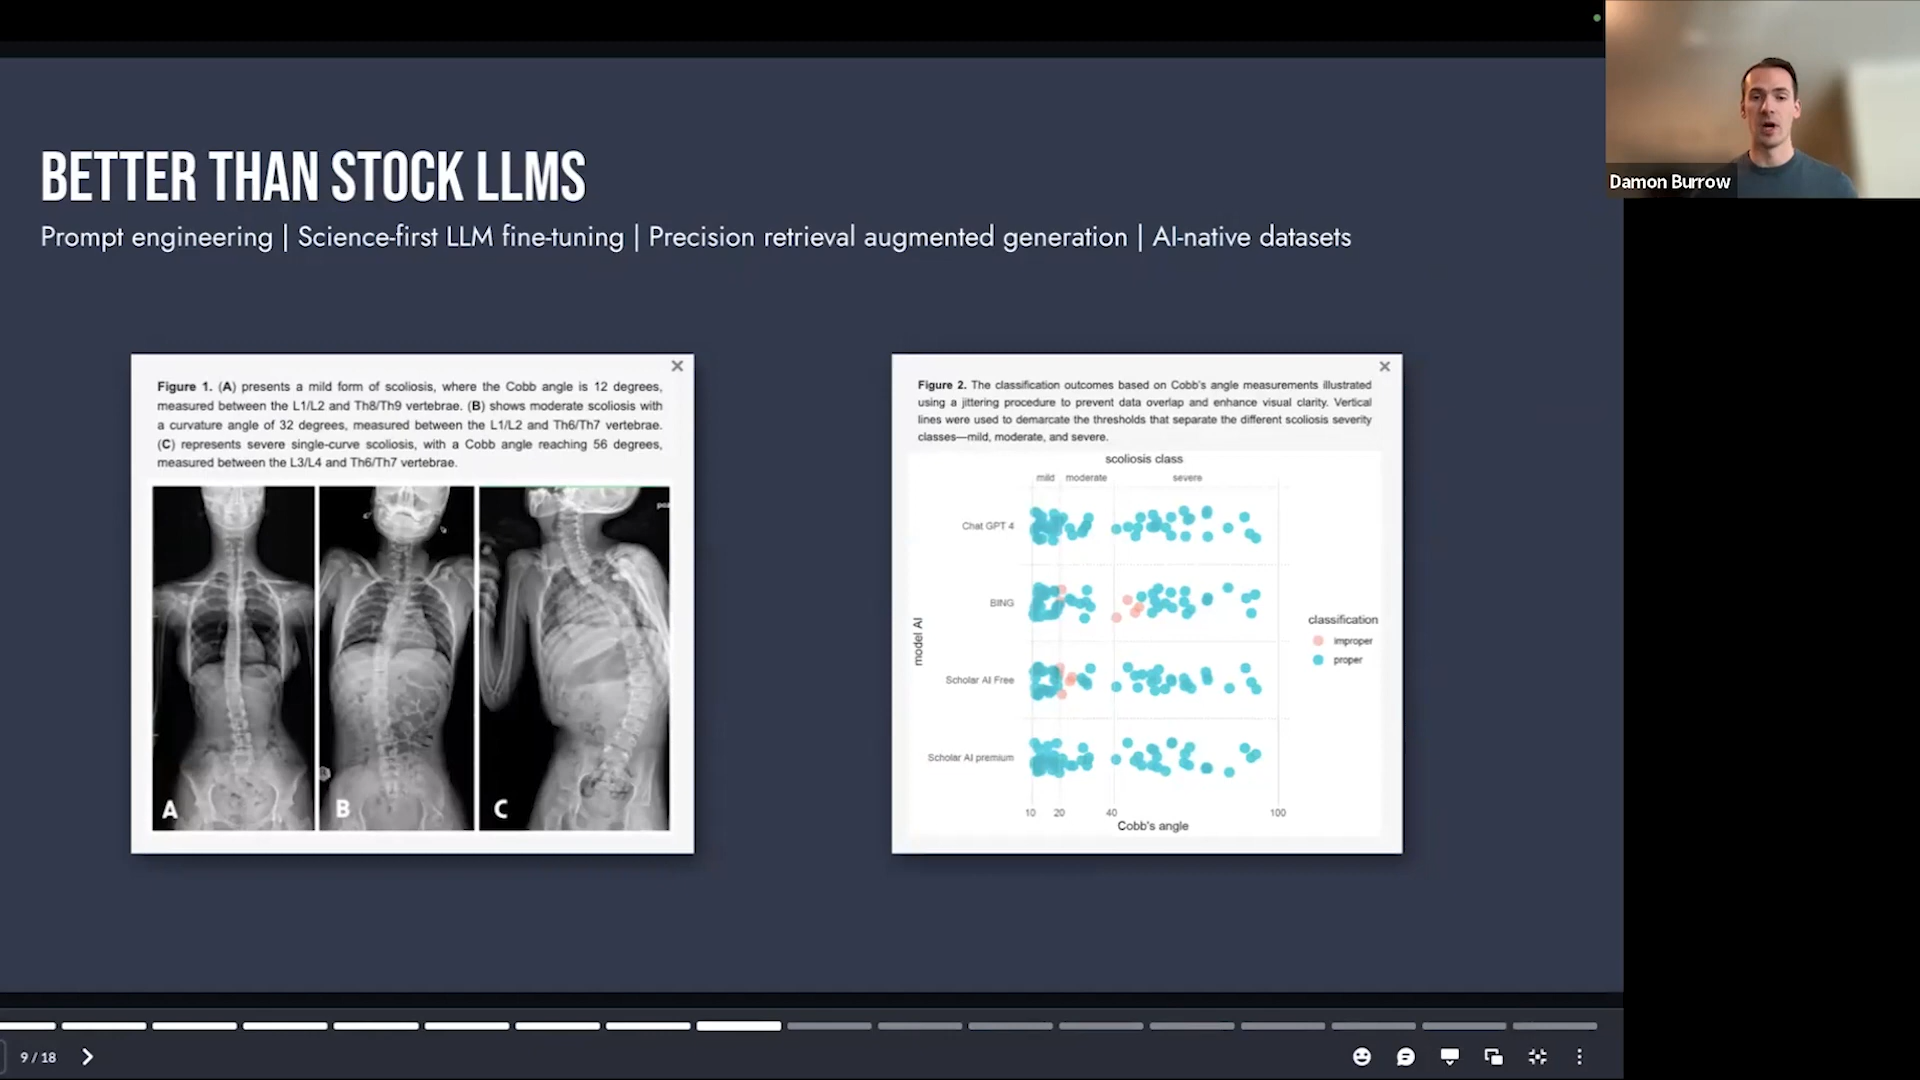 BETTER THAN STOCK LLMS
Prompt engineering | Science-first LLM fine-tuning | Precision retrieval augmented generation | AI-native datasets
Damon Burrow
Figure 1. (A) presents a mild form of scoliosis, where the Cobb angle is 12 degrees,
measured between the L1/L2 and Th8/Th9 vertebrae. (B) shows moderate scoliosis with
a curvature angle of 32 degrees, measured between the L1/L2 and Th6/Th7 vertebrae.
(C) represents severe single-curve scoliosis, with a Cobb angle reaching 56 degrees,
measured between the L3/L4 and Th6/Th7 vertebrae.
A
B
C
Figure 2. The classification outcomes based on Cobb's angle measurements illustrated
using a jittering procedure to prevent data overlap and enhance visual clarity. Vertical
lines were used to demarcate the thresholds that separate the different scoliosis severity
classes—mild, moderate, and severe.
scoliosis class
mild moderate severe
Chat GPT 4
BING
Scholar AI Free
Scholar AI premium
model AI
classification
improper
proper
10 20 40 100
Cobb's angle
9 / 18